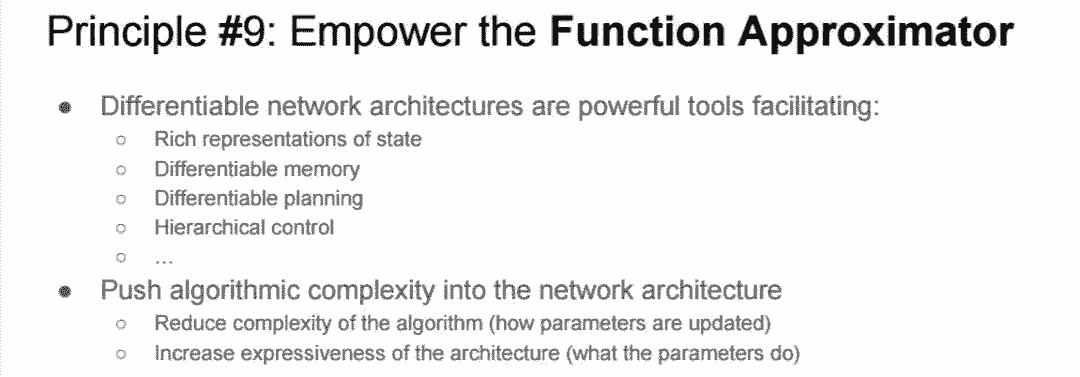 Principle #9: Empower the Function Approximator
● Differentiable network architectures are powerful tools facilitating:
○ Rich representations of state
○ Differentiable memory
○ Differentiable planning
○ Hierarchical control
○ ...
● Push algorithmic complexity into the network architecture
○ Reduce complexity of the algorithm (how parameters are updated)
○ Increase expressiveness of the architecture (what the parameters do)